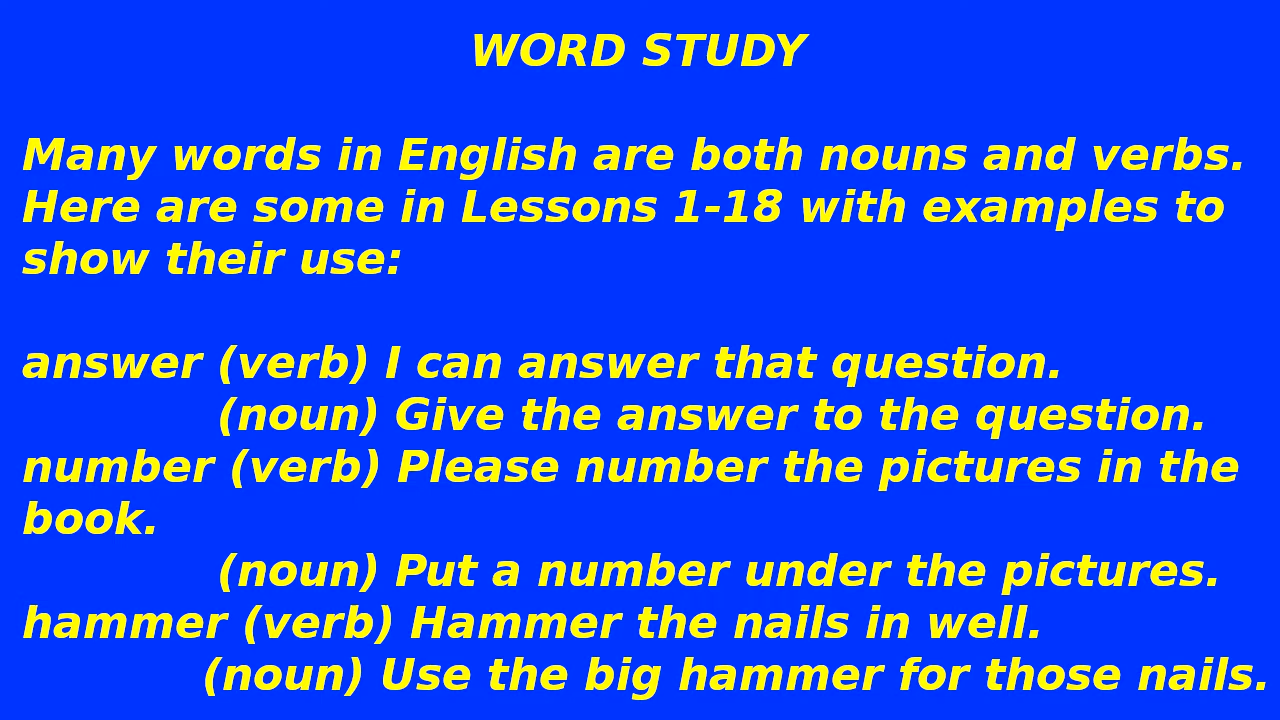 WORD STUDY
Many words in English are both nouns and verbs.
Here are some in Lessons 1-18 with examples to
show their use:
answer (verb) I can answer that question.
(noun) Give the answer to the question.
number (verb) Please number the pictures in the
book.
(noun) Put a number under the pictures.
hammer (verb) Hammer the nails in well.
(noun) Use the big hammer for those nails.